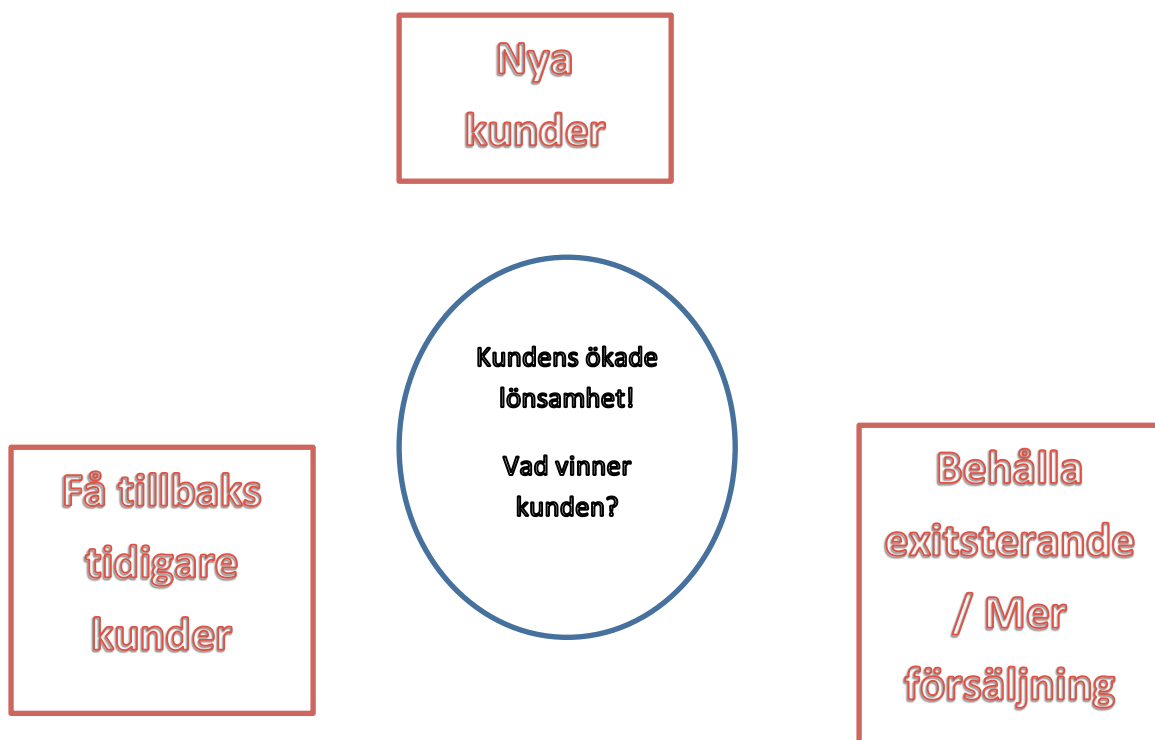 Nya
kunder
Kundens ökade
lönsamhet!
Vad vinner
kunden?
Få tillbaks
tidigare
kunder
Behålla
exitsterande
/ Mer
försäljning